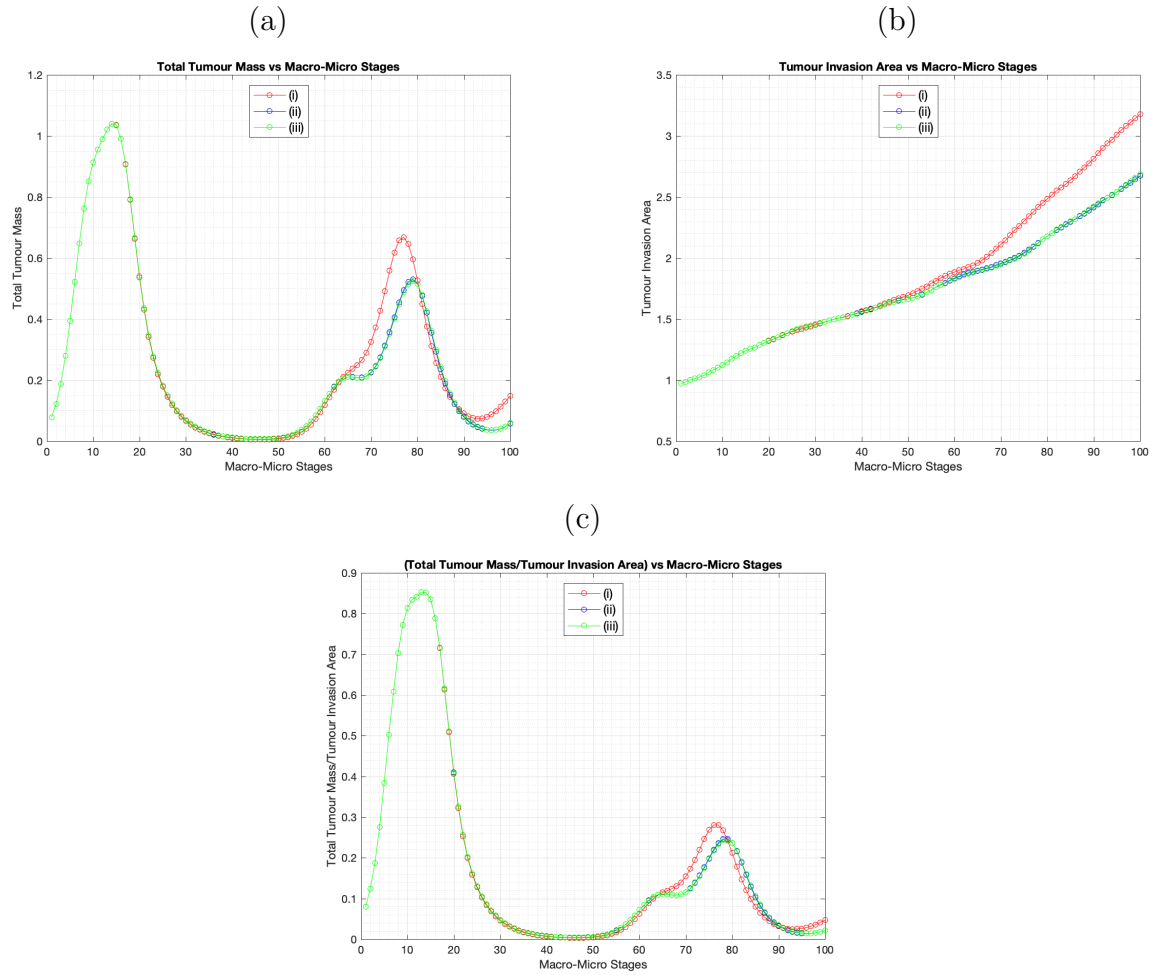 (a)
Total Tumour Mass vs Macro-Micro Stages
(i)
(ii)
(iii)
Total Tumour Mass
1.2
1
0.8
0.6
0.4
0.2
0
0 10 20 30 40 50 60 70 80 90 100
Macro-Micro Stages
(b)
Tumour Invasion Area vs Macro-Micro Stages
(i)
(ii)
(iii)
Tumour Invasion Area
3.5
3
2.5
2
1.5
1
0.5
0 10 20 30 40 50 60 70 80 90 100
Macro-Micro Stages
(c)
(Total Tumour Mass/Tumour Invasion Area) vs Macro-Micro Stages
(i)
(ii)
(iii)
Total Tumour Mass/Tumour Invasion Area
0.9
0.8
0.7
0.6
0.5
0.4
0.3
0.2
0.1
0
0 10 20 30 40 50 60 70 80 90 100
Macro-Micro Stages